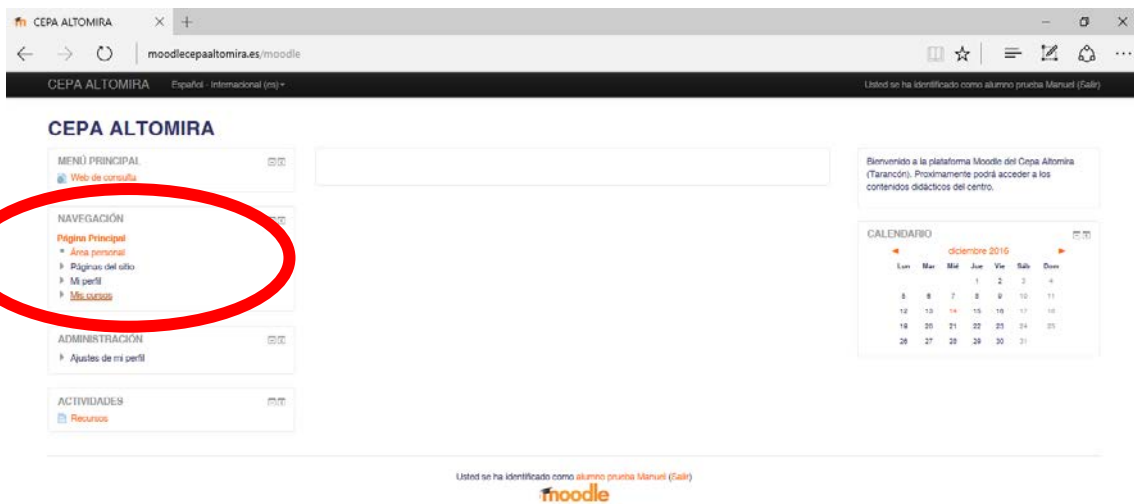 CEPA ALTOMIRA
moodlecepaaltomira.es/moodle
CEPA ALTOMIRA Español - Internacional (es)
Usted se ha identificado como alumno prueba Manuel (Salir)
CEPA ALTOMIRA
MENÚ PRINCIPAL
Web de consulta
NAVEGACIÓN
Página Principal
Área personal
Páginas del sitio
Mi perfil
Mis cursos
ADMINISTRACIÓN
Ajustes de mi perfil
ACTIVIDADES
Recursos
Bienvenido a la plataforma Moodle del Cepa Altomira
(Tarancón). Proximamente podrá acceder a los
contenidos didácticos del centro.
CALENDARIO
diciembre 2016
Lun Mar Mié Jue Vie Sáb Dom
1 2 3 4
5 6 7 8 9 10 11
12 13 14 15 16 17 18
19 20 21 22 23 24 25
26 27 28 29 30 31
Usted se ha identificado como alumno prueba Manuel (Salir)
moodle